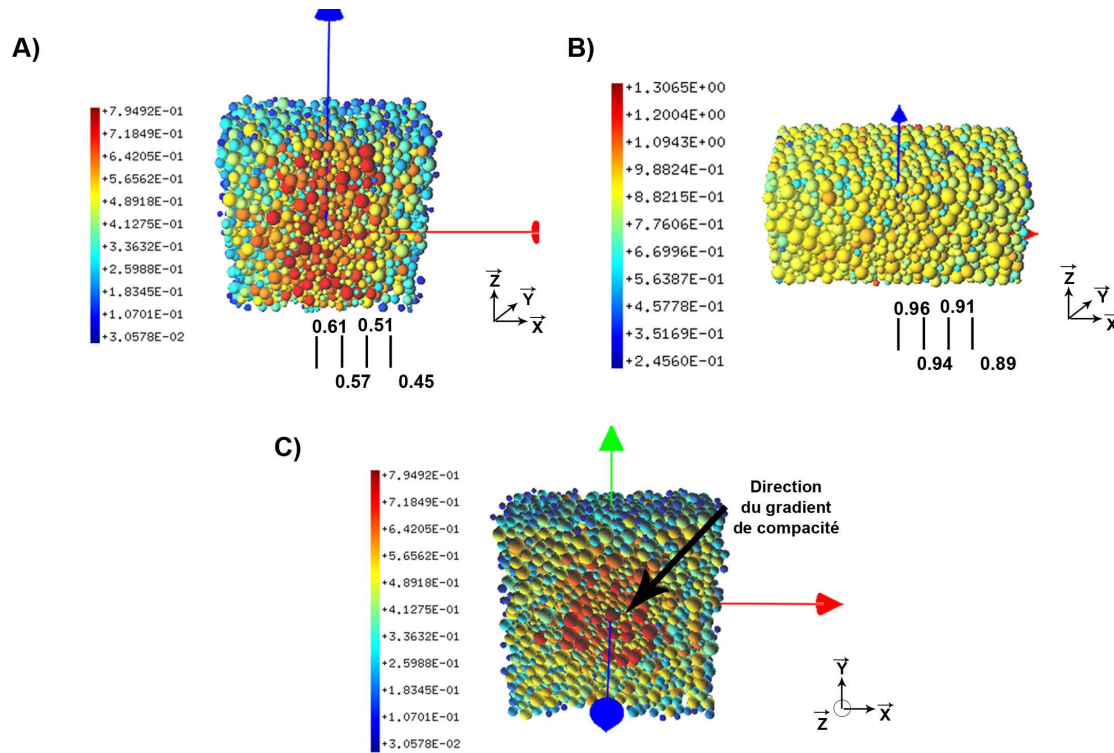 A)
+7.9492E-01
+7.1849E-01
+6.4205E-01
+5.6562E-01
+4.8918E-01
+4.1275E-01
+3.3632E-01
+2.5988E-01
+1.8345E-01
+1.0701E-01
+3.0578E-02
Z
Y
X
0.61 0.51
0.57 0.45
B)
+1.3065E+00
+1.2004E+00
+1.0943E+00
+9.8824E-01
+8.8215E-01
+7.7606E-01
+6.6996E-01
+5.6387E-01
+4.5778E-01
+3.5169E-01
+2.4560E-01
Z
Y
X
0.96 0.91
0.94 0.89
C)
+7.9492E-01
+7.1849E-01
+6.4205E-01
+5.6562E-01
+4.8918E-01
+4.1275E-01
+3.3632E-01
+2.5988E-01
+1.8345E-01
+1.0701E-01
+3.0578E-02
Direction
du gradient
de compacité
Y
Z
X